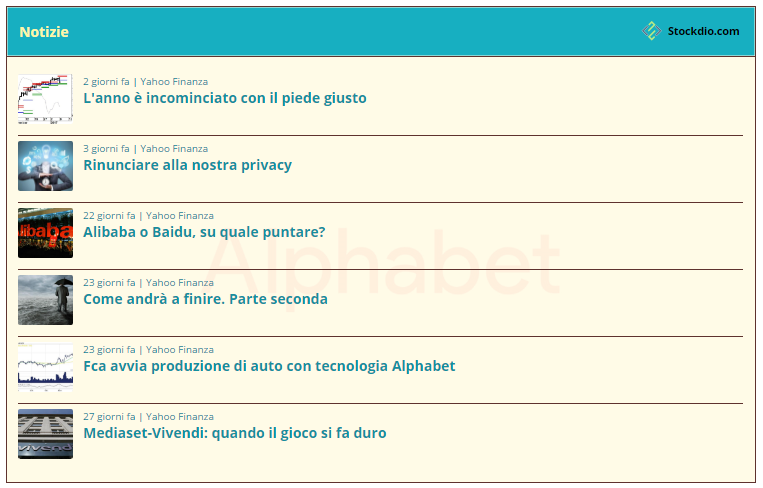 Notizie
Stockdio.com
2 giorni fa | Yahoo Finanza
L'anno è incominciato con il piede giusto
3 giorni fa | Yahoo Finanza
Rinunciare alla nostra privacy
22 giorni fa | Yahoo Finanza
Alibaba o Baidu, su quale puntare?
Alibaba
Alphabet
23 giorni fa | Yahoo Finanza
Come andrà a finire. Parte seconda
23 giorni fa | Yahoo Finanza
Fca avvia produzione di auto con tecnologia Alphabet
27 giorni fa | Yahoo Finanza
Mediaset-Vivendi: quando il gioco si fa duro
vivendi